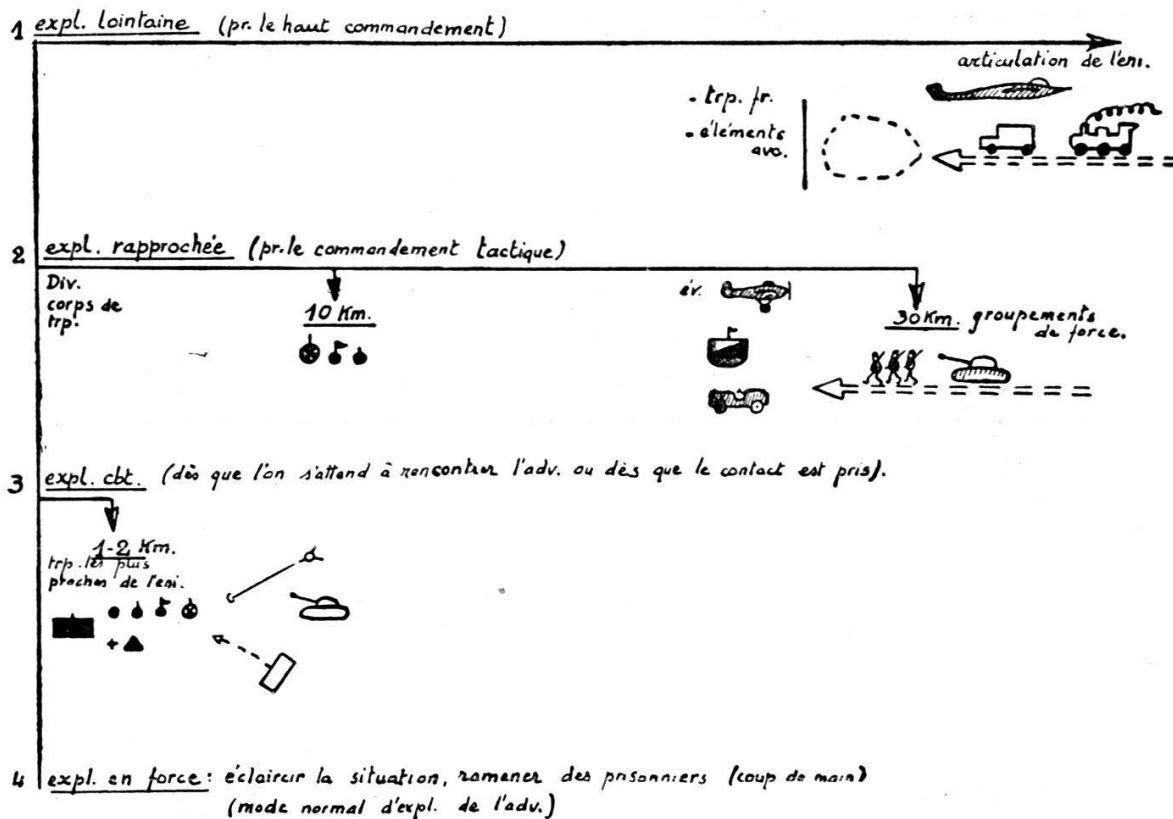 1 expl. lointaine (pr. le haut commandement)
articulation de l'eni.
- trp. fr.
- éléments
ava.
2 expl. rapprochée (pr. le commandement tactique)
Div.
corps de
trp.
10 Km.
év.
30 Km. groupements
de force.
3 expl. cbt. (dès que l'on s'attend à rencontrer l'adv. ou dès que le contact est pris).
1-2 Km.
trp. les plus
proches de l'eni.
+
4 expl. en force : éclaircir la situation, ramener des prisonniers (coup de main)
(mode normal d'expl. de l'adv.)